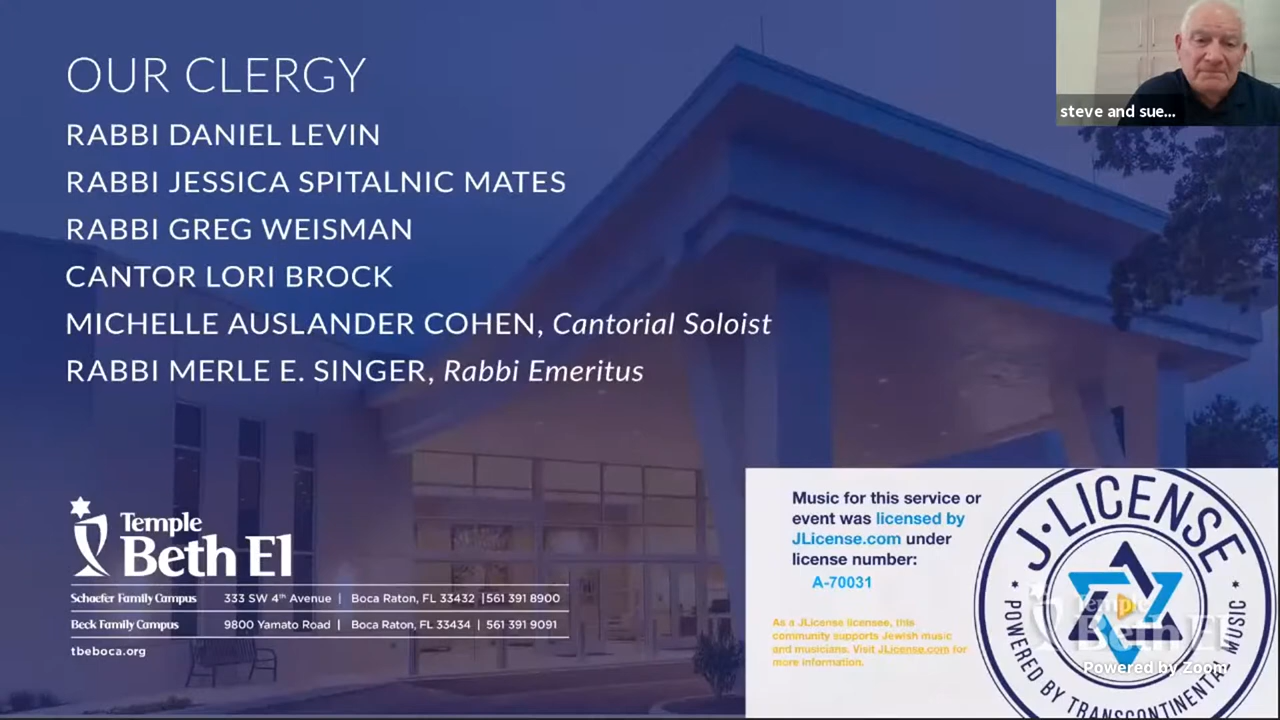 OUR CLERGY
RABBI DANIEL LEVIN
RABBI JESSICA SPITALNIC MATES
RABBI GREG WEISMAN
CANTOR LORI BROCK
MICHELLE AUSLANDER COHEN, Cantorial Soloist
RABBI MERLE E. SINGER, Rabbi Emeritus
steve and sue...
Temple
Beth El
Schaefer Family Campus 333 SW 4th Avenue | Boca Raton, FL 33432 | 561 391 8900
Beck Family Campus 9800 Yamato Road | Boca Raton, FL 33434 | 561 391 9091
tbeboca.org
Music for this service or
event was licensed by
JLicense.com under
license number:
A-70031
As a JLicense licensee, this
community supports Jewish music
and musicians. Visit JLicense.com for
more information.
J•LICENSE
POWERED BY TRANSCONTINENTAL MUSIC
Temple
Beth El
Powered by Zoom